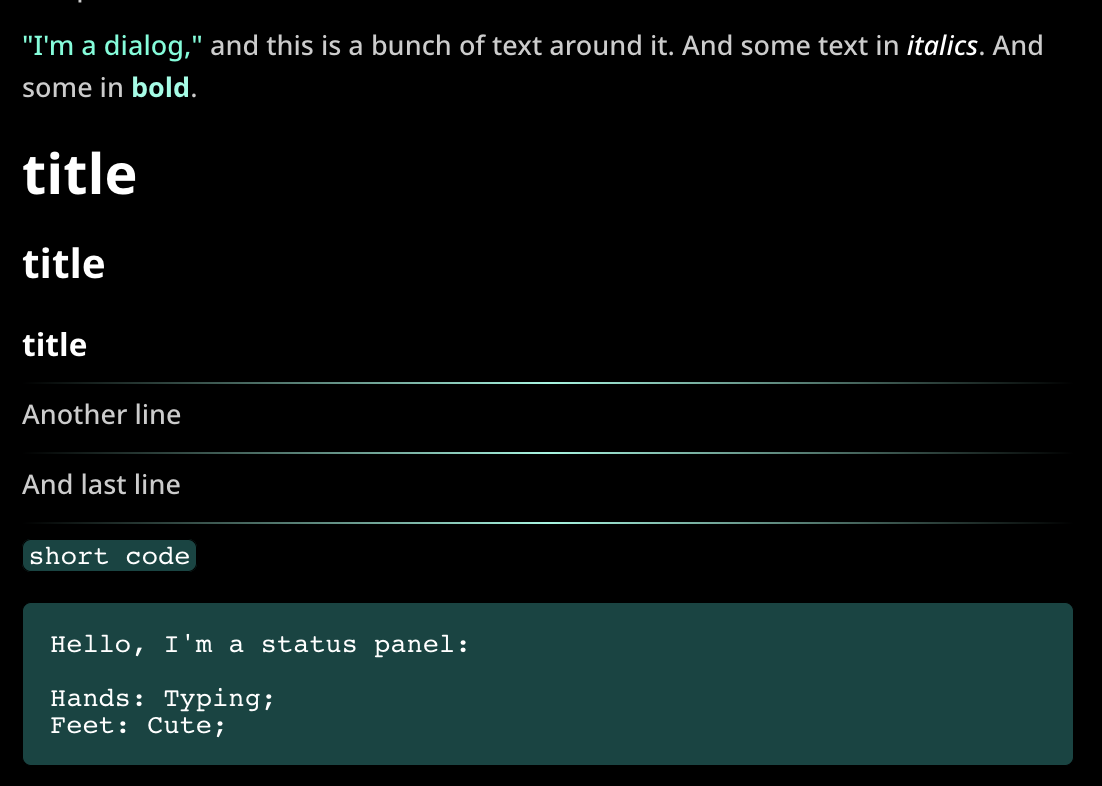 "I'm a dialog," and this is a bunch of text around it. And some text in italics. And
some in bold.
title
title
title
Another line
And last line
short code
Hello, I'm a status panel:
Hands: Typing;
Feet: Cute;